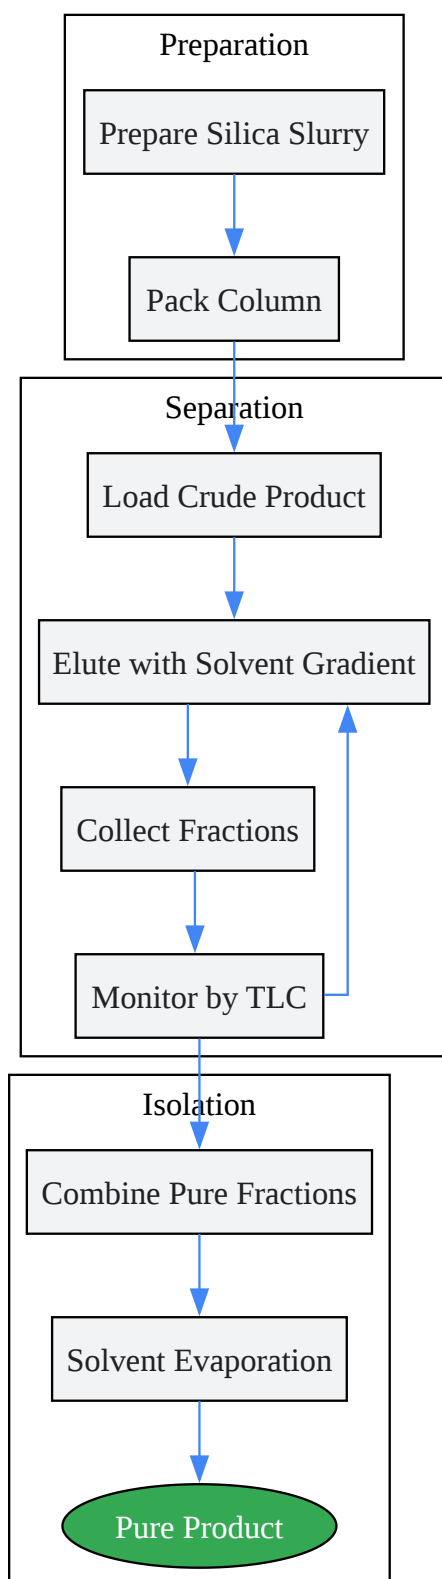 Preparation
Prepare Silica Slurry
Pack Column
Separation
Load Crude Product
Elute with Solvent Gradient
Collect Fractions
Monitor by TLC
Isolation
Combine Pure Fractions
Solvent Evaporation
Pure Product